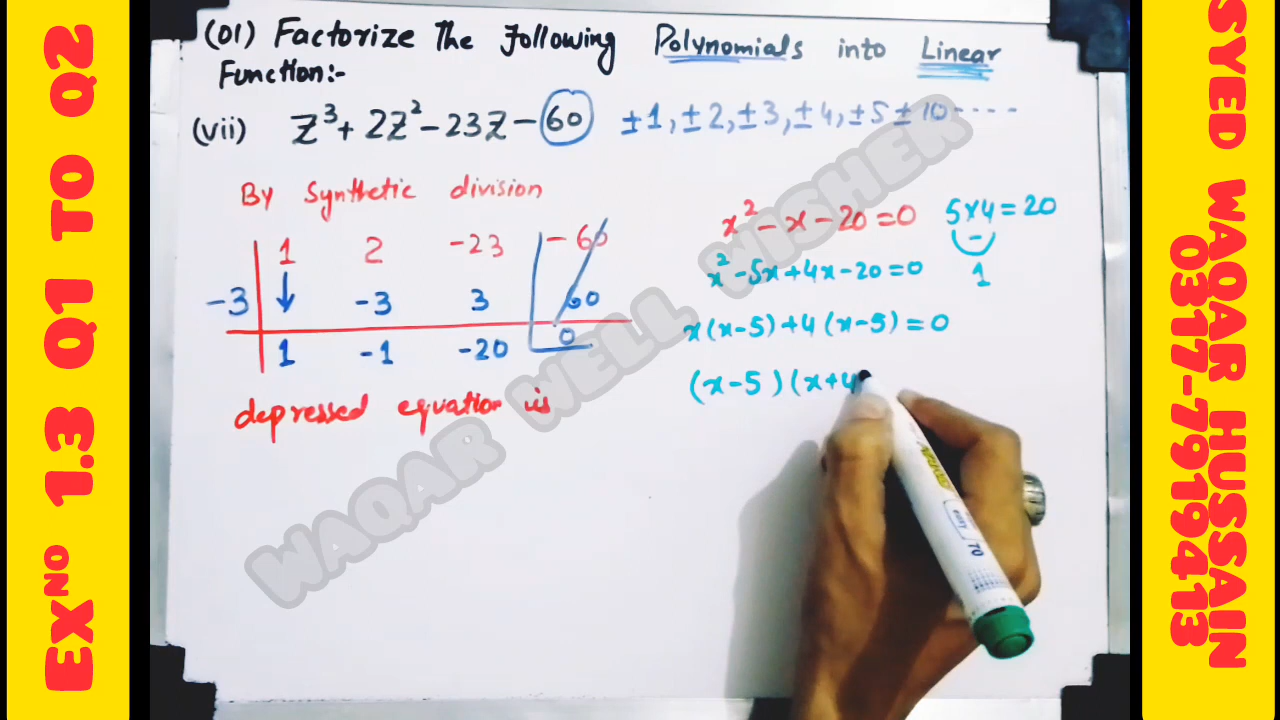 EXNO 1.3 Q1 TO Q2
(01) Factorize The Following Polynomials into Linear
Function:-
(vii) Z³ + 2Z² - 23Z - 60 ±1, ±2, ±3, ±4, ±5 ±10----
By Synthetic division
1 2 -23 -60
-3 ↓ -3 3 60
1 -1 -20 0
depressed equation is
x² - x - 20 = 0 5x4 = 20
-
x² - 5x + 4x - 20 = 0 1
x(x-5) + 4(x-5) = 0
(x-5)(x+4
WAQAR WELL WISHER
SYED WAQAR HUSSAIN
0317-7919413